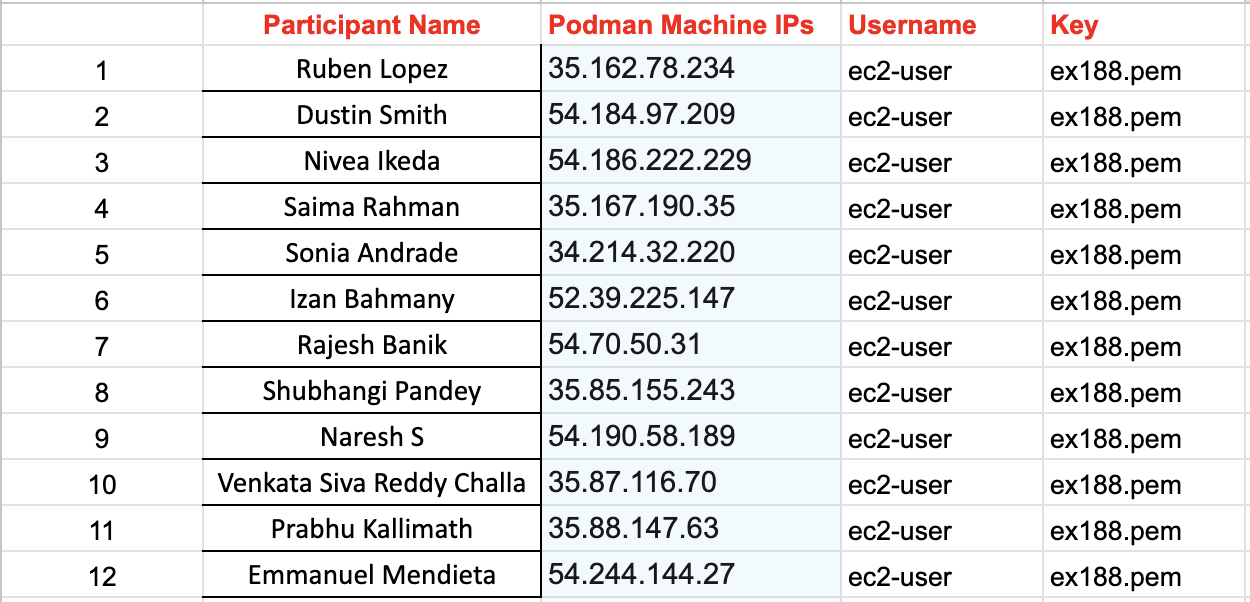 Participant Name Podman Machine IPs Username Key
1 Ruben Lopez 35.162.78.234 ec2-user ex188.pem
2 Dustin Smith 54.184.97.209 ec2-user ex188.pem
3 Nivea Ikeda 54.186.222.229 ec2-user ex188.pem
4 Saima Rahman 35.167.190.35 ec2-user ex188.pem
5 Sonia Andrade 34.214.32.220 ec2-user ex188.pem
6 Izan Bahmany 52.39.225.147 ec2-user ex188.pem
7 Rajesh Banik 54.70.50.31 ec2-user ex188.pem
8 Shubhangi Pandey 35.85.155.243 ec2-user ex188.pem
9 Naresh S 54.190.58.189 ec2-user ex188.pem
10 Venkata Siva Reddy Challa 35.87.116.70 ec2-user ex188.pem
11 Prabhu Kallimath 35.88.147.63 ec2-user ex188.pem
12 Emmanuel Mendieta 54.244.144.27 ec2-user ex188.pem